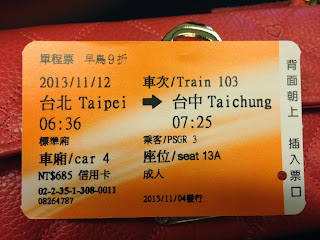 單程票 早鳥9折
2013/11/12 車次/Train 103
台北 Taipei → 台中 Taichung
06:36 07:25
標準廂 乘客/PSGR 3
車廂/car 4 座位/seat 13A
NT$685 信用卡 成人
02-2-35-1-308-0011
08264787 2013/11/04發行
背面朝上 插入票口